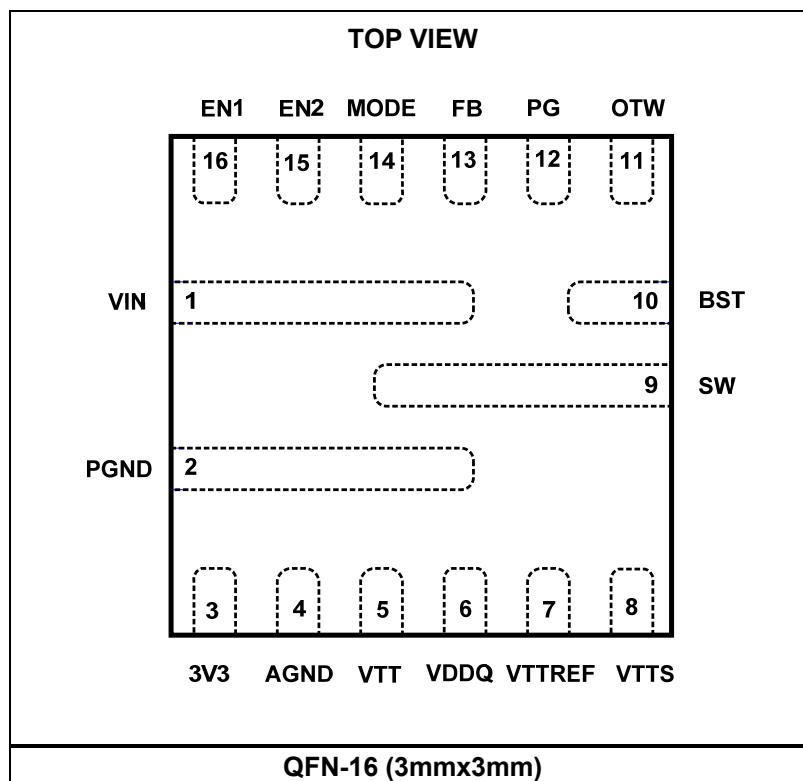 TOP VIEW
EN1 EN2 MODE FB PG OTW
16 15 14 13 12 11
VIN 1 10 BST
9 SW
PGND 2
3 4 5 6 7 8
3V3 AGND VTT VDDQ VTTREF VTTS
QFN-16 (3mmx3mm)